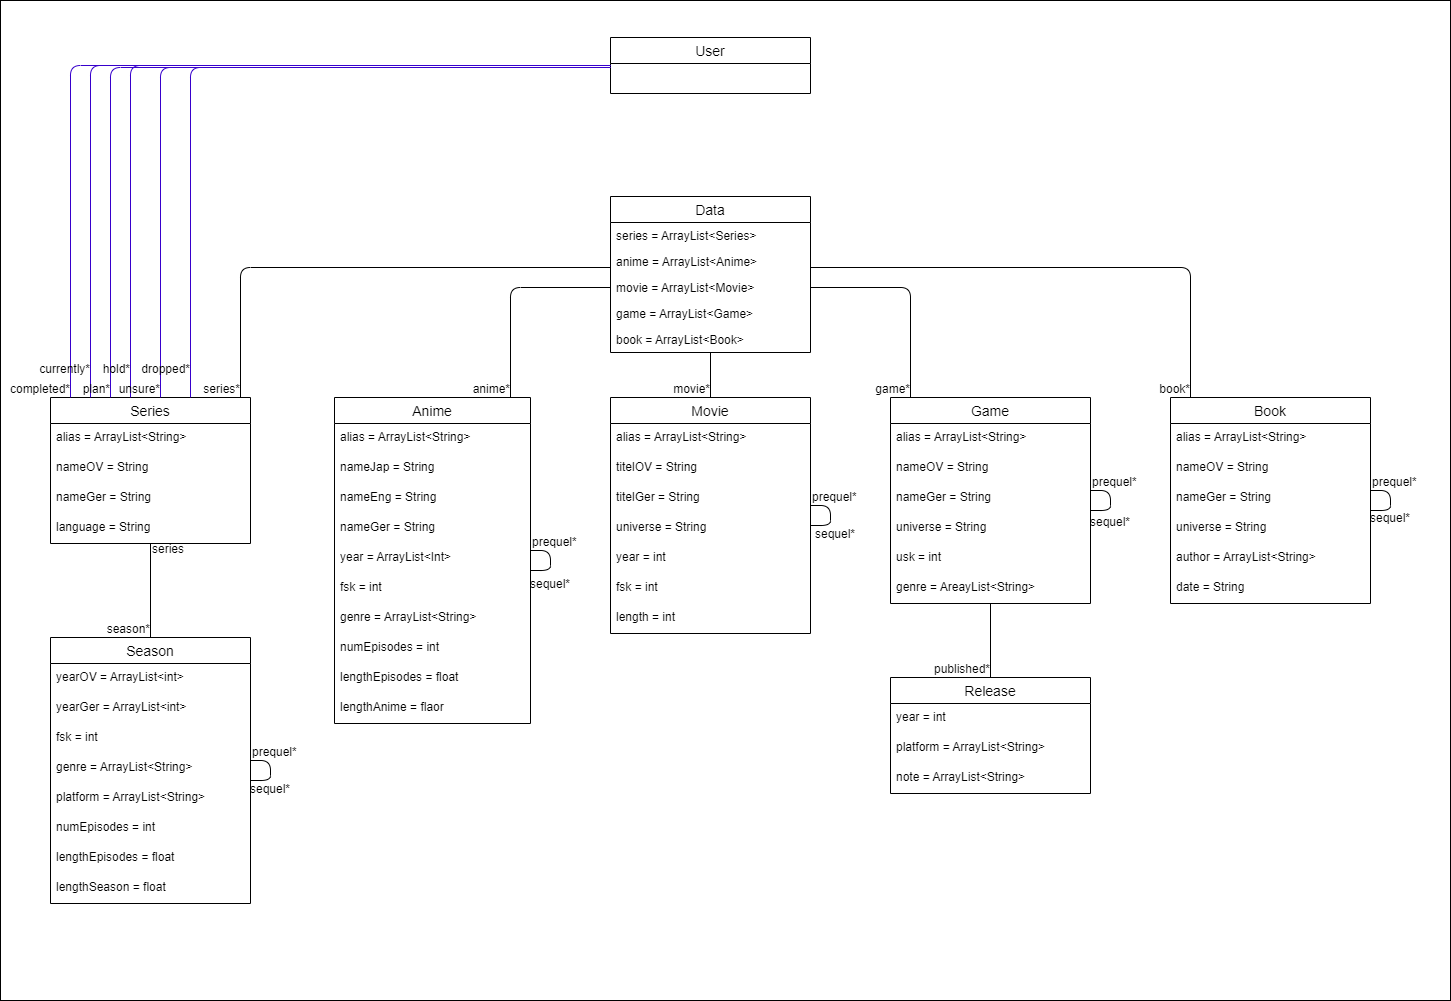 User
Data
series = ArrayList<Series>
anime = ArrayList<Anime>
movie = ArrayList<Movie>
game = ArrayList<Game>
book = ArrayList<Book>
currently*
hold*
dropped*
completed*
plan*
unsure*
series*
anime*
movie*
game*
book*
Series
alias = ArrayList<String>
nameOV = String
nameGer = String
language = String
series
season*
Season
yearOV = ArrayList<int>
yearGer = ArrayList<int>
fsk = int
genre = ArrayList<String>
platform = ArrayList<String>
numEpisodes = int
lengthEpisodes = float
lengthSeason = float
prequel*
sequel*
Anime
alias = ArrayList<String>
nameJap = String
nameEng = String
nameGer = String
year = ArrayList<Int>
fsk = int
genre = ArrayList<String>
numEpisodes = int
lengthEpisodes = float
lengthAnime = flaor
prequel*
sequel*
Movie
alias = ArrayList<String>
titelOV = String
titelGer = String
universe = String
year = int
fsk = int
length = int
prequel*
sequel*
Game
alias = ArrayList<String>
nameOV = String
nameGer = String
universe = String
usk = int
genre = AreayList<String>
prequel*
sequel*
published*
Release
year = int
platform = ArrayList<String>
note = ArrayList<String>
Book
alias = ArrayList<String>
nameOV = String
nameGer = String
universe = String
author = ArrayList<String>
date = String
prequel*
sequel*